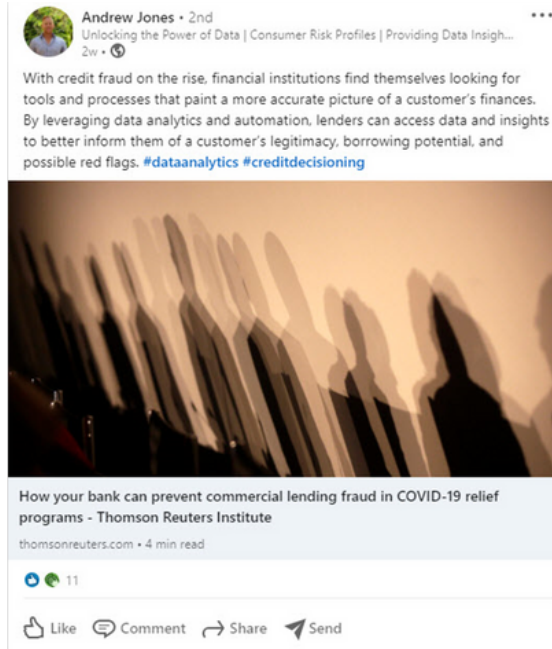 Andrew Jones • 2nd
Unlocking the Power of Data | Consumer Risk Profiles | Providing Data Insigh...
2w •
With credit fraud on the rise, financial institutions find themselves looking for
tools and processes that paint a more accurate picture of a customer's finances.
By leveraging data analytics and automation, lenders can access data and insights
to better inform them of a customer's legitimacy, borrowing potential, and
possible red flags. #dataanalytics #creditdecisioning
How your bank can prevent commercial lending fraud in COVID-19 relief
programs - Thomson Reuters Institute
thomsonreuters.com • 4 min read
11
Like Comment Share Send